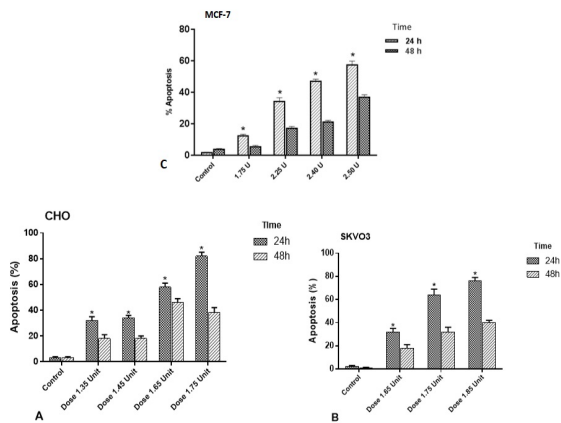 MCF-7
Time
24 h
48 h
% Apoptosis
80
60
40
20
0
Control
1.75 U
2.25 U
2.40 U
2.50 U
C
CHO
Time
24h
48h
Apoptosis (%)
100
80
60
40
20
0
*
*
*
*
Control
Dose 1.35 Unit
Dose 1.45 Unit
Dose 1.65 Unit
Dose 1.75 Unit
A
SKVO3
Time
24h
48h
Apoptosis (%)
100
80
60
40
20
0
*
*
*
Control
Dose 1.65 Unit
Dose 1.75 Unit
Dose 1.85 Unit
B